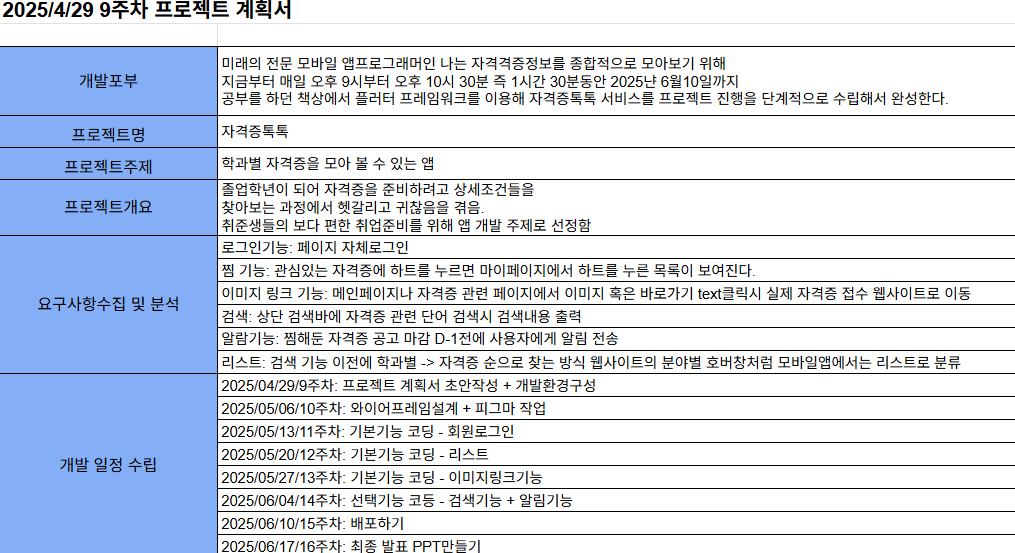 2025/4/29 9주차 프로젝트 계획서
개발포부
미래의 전문 모바일 앱프로그래머인 나는 자격격증정보를 종합적으로 모아보기 위해
지금부터 매일 오후 9시부터 오후 10시 30분 즉 1시간 30분동안 2025년 6월10일까지
공부를 하던 책상에서 플러터 프레임워크를 이용해 자격증톡톡 서비스를 프로젝트 진행을 단계적으로 수립해서 완성한다.
프로젝트명
자격증톡톡
프로젝트주제
학과별 자격증을 모아 볼 수 있는 앱
프로젝트개요
졸업학년이 되어 자격증을 준비하려고 상세조건들을
찾아보는 과정에서 헷갈리고 귀찮음을 겪음.
취준생들의 보다 편한 취업준비를 위해 앱 개발 주제로 선정함
요구사항수집 및 분석
로그인기능: 페이지 자체로그인
찜 기능: 관심있는 자격증에 하트를 누르면 마이페이지에서 하트를 누른 목록이 보여진다.
이미지 링크 기능: 메인페이지나 자격증 관련 페이지에서 이미지 혹은 바로가기 text클릭시 실제 자격증 접수 웹사이트로 이동
검색: 상단 검색바에 자격증 관련 단어 검색시 검색내용 출력
알람기능: 찜해둔 자격증 공고 마감 D-1전에 사용자에게 알림 전송
리스트: 검색 기능 이전에 학과별 -> 자격증 순으로 찾는 방식 웹사이트의 분야별 호버창처럼 모바일앱에서는 리스트로 분류
개발 일정 수립
2025/04/29/9주차: 프로젝트 계획서 초안작성 + 개발환경구성
2025/05/06/10주차: 와이어프레임설계 + 피그마 작업
2025/05/13/11주차: 기본기능 코딩 - 회원로그인
2025/05/20/12주차: 기본기능 코딩 - 리스트
2025/05/27/13주차: 기본기능 코딩 - 이미지링크기능
2025/06/04/14주차: 선택기능 코등 - 검색기능 + 알림기능
2025/06/10/15주차: 배포하기
2025/06/17/16주차: 최종 발표 PPT만들기